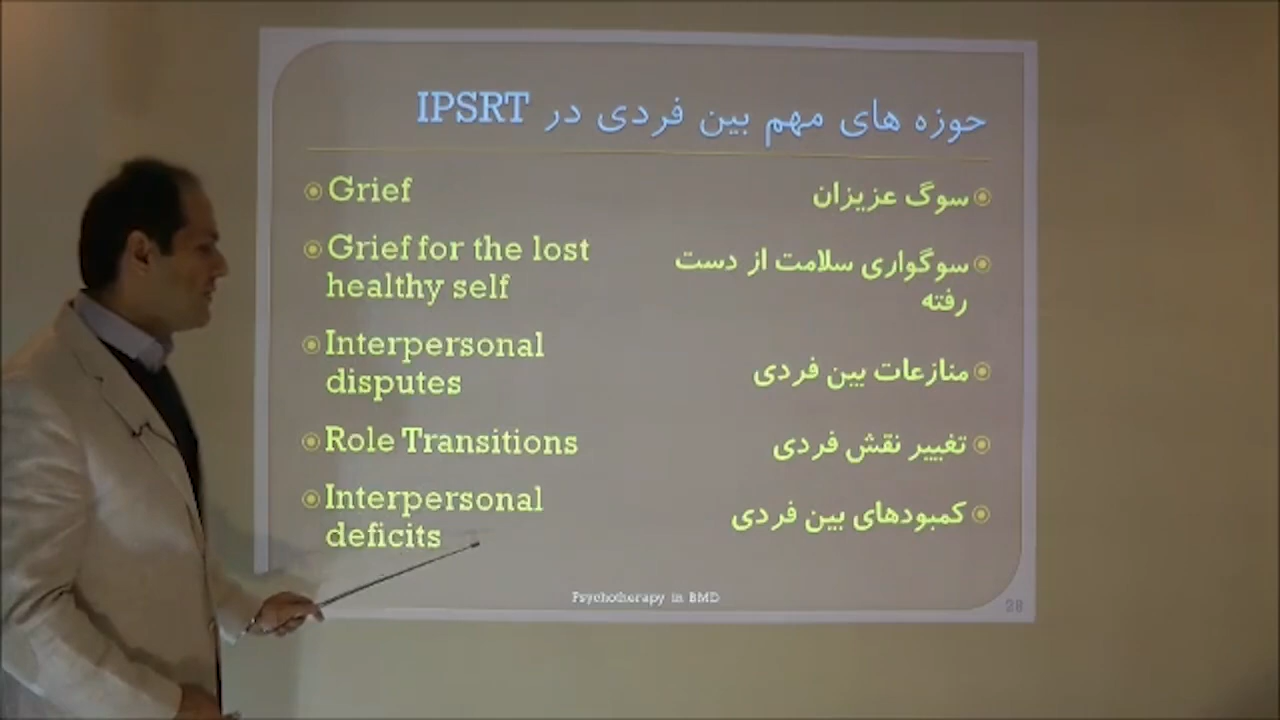 حوزه های مهم بین فردی در IPSRT
Grief
Grief for the lost
healthy self
Interpersonal
disputes
Role Transitions
Interpersonal
deficits
سوگ عزیزان
سوگواری سلامت از دست
رفته
منازعات بین فردی
تغییر نقش فردی
کمبودهای بین فردی
Psychotherapy in BMD
28